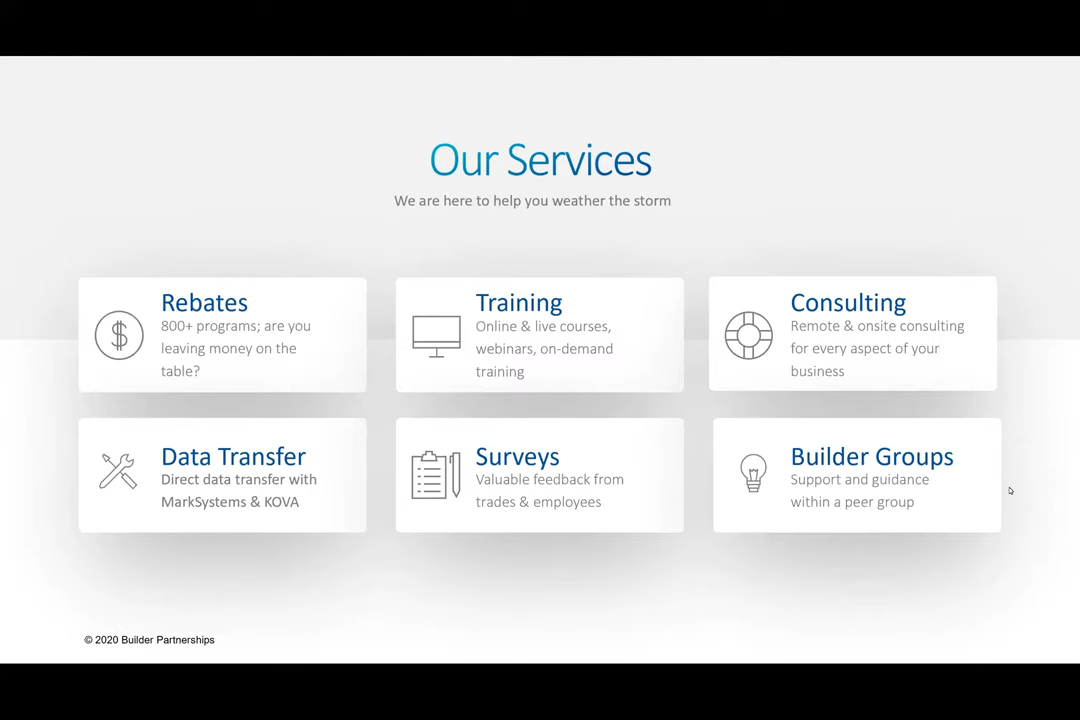 Our Services
We are here to help you weather the storm
Rebates
800+ programs; are you
leaving money on the
table?
Training
Online & live courses,
webinars, on-demand
training
Consulting
Remote & onsite consulting
for every aspect of your
business
Data Transfer
Direct data transfer with
MarkSystems & KOVA
Surveys
Valuable feedback from
trades & employees
Builder Groups
Support and guidance
within a peer group
© 2020 Builder Partnerships